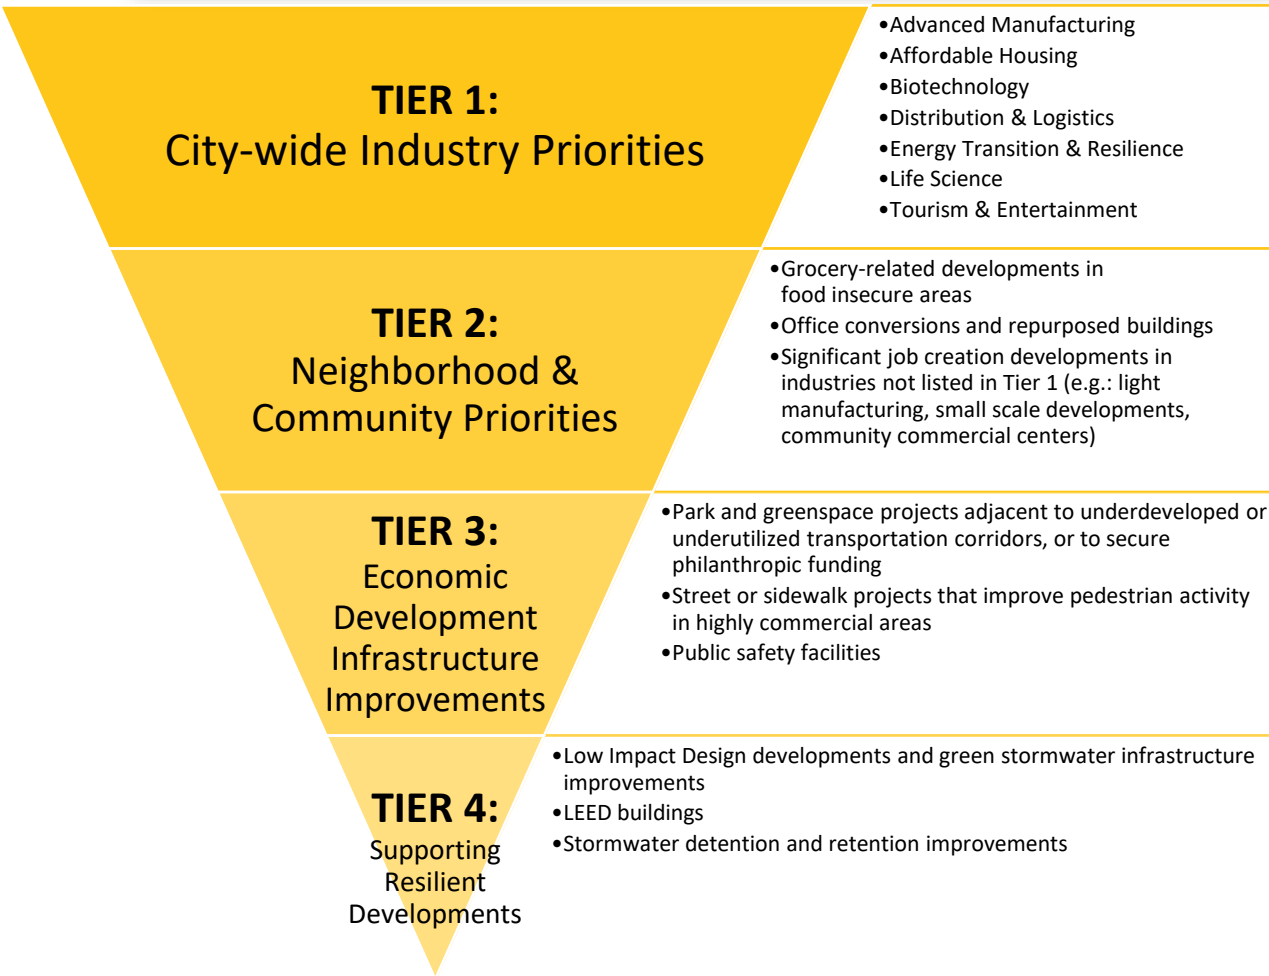 TIER 1:
City-wide Industry Priorities
•Advanced Manufacturing
•Affordable Housing
•Biotechnology
•Distribution & Logistics
•Energy Transition & Resilience
•Life Science
•Tourism & Entertainment
TIER 2:
Neighborhood &
Community Priorities
•Grocery-related developments in
food insecure areas
•Office conversions and repurposed buildings
•Significant job creation developments in
industries not listed in Tier 1 (e.g.: light
manufacturing, small scale developments,
community commercial centers)
TIER 3:
Economic
Development
Infrastructure
Improvements
•Park and greenspace projects adjacent to underdeveloped or
underutilized transportation corridors, or to secure
philanthropic funding
•Street or sidewalk projects that improve pedestrian activity
in highly commercial areas
•Public safety facilities
TIER 4:
Supporting
Resilient
Developments
•Low Impact Design developments and green stormwater infrastructure
improvements
•LEED buildings
•Stormwater detention and retention improvements